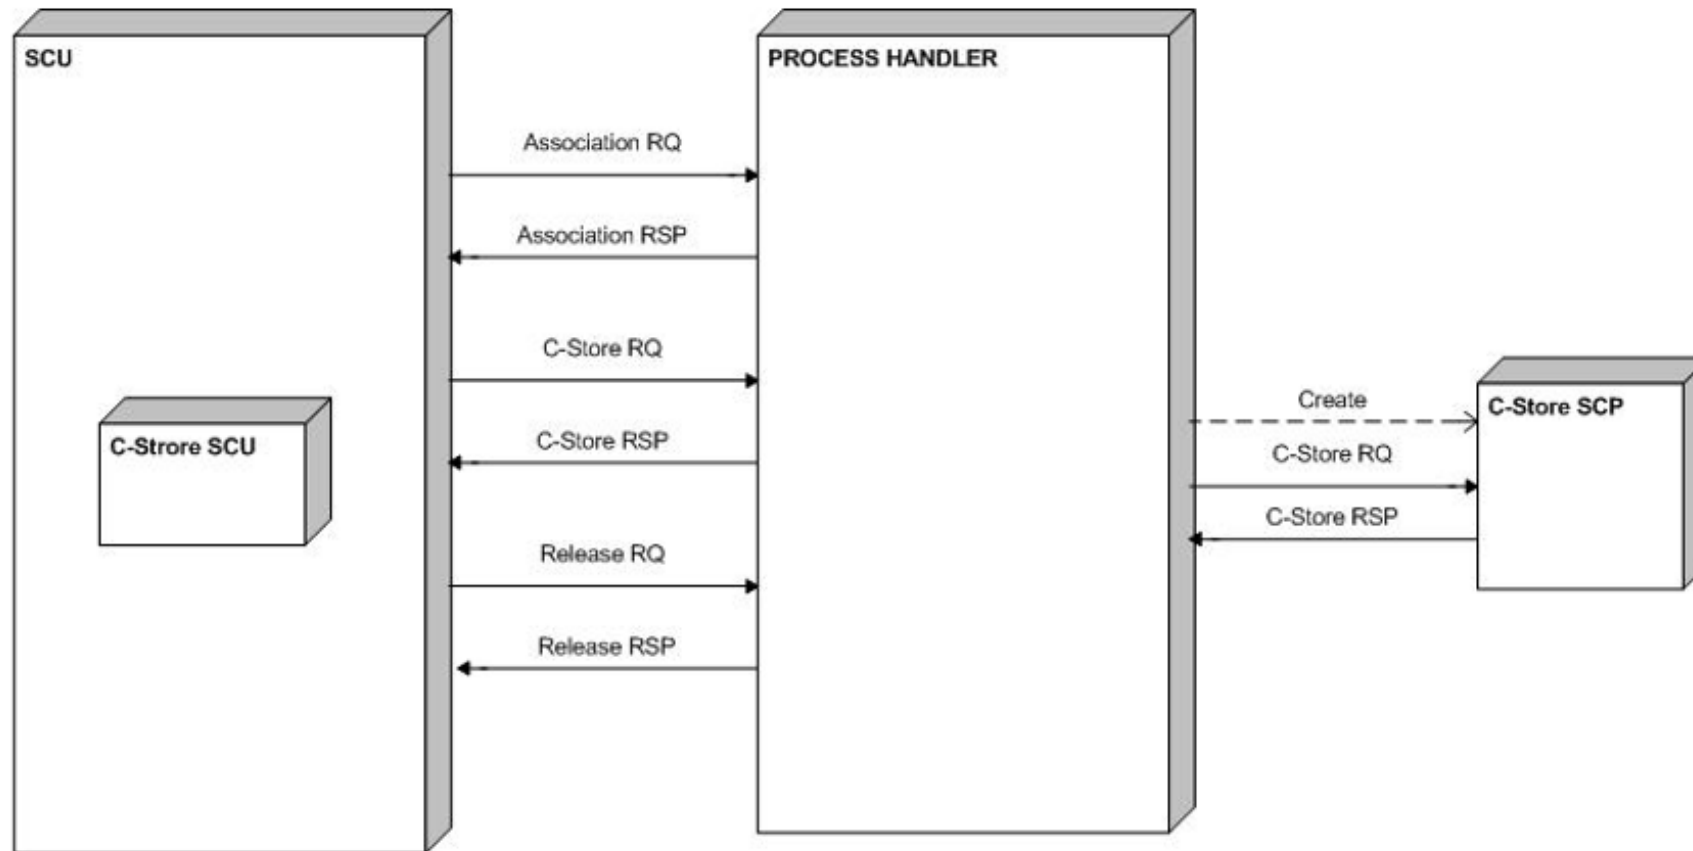 SCU
PROCESS HANDLER
Association RQ
Association RSP
C-Store RQ
Create
C-Store SCP
C-Strore SCU
C-Store RSP
C-Store RQ
C-Store RSP
Release RQ
Release RSP